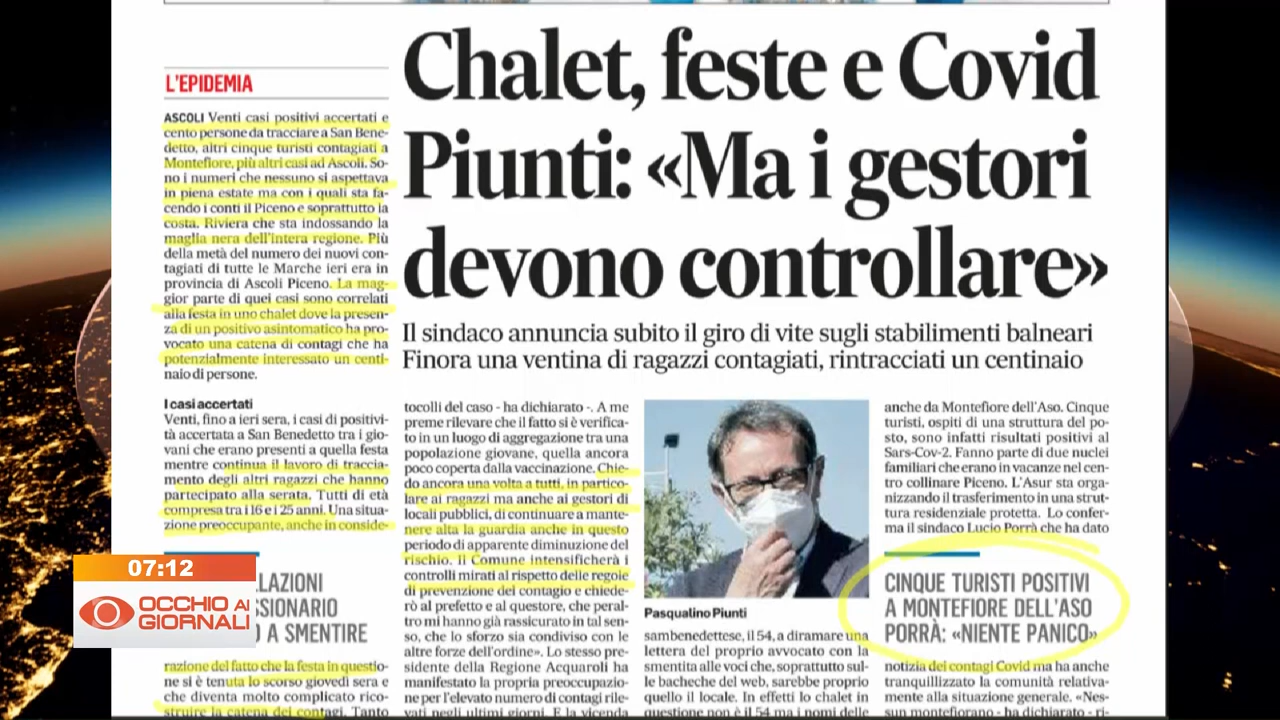 L'EPIDEMIA
ASCOLI Venti casi positivi accertati e
cento persone da tracciare a San Bene-
detto, altri cinque turisti contagiati a
Montefiore, più altri casi ad Ascoli. So-
no i numeri che nessuno si aspettava
in piena estate ma con i quali sta fa-
cendo i conti il Piceno e soprattutto la
costa. Riviera che sta indossando la
maglia nera dell'intera regione. Più
della metà del numero dei nuovi con-
tagiati di tutte le Marche ieri era in
provincia di Ascoli Piceno. La mag-
gior parte di quei casi sono correlati
alla festa in uno chalet dove la presen-
za di un positivo asintomatico ha pro-
vocato una catena di contagi che ha
potenzialmente interessato un centi-
naio di persone.
Chalet, feste e Covid
Piunti: «Ma i gestori
devono controllare»
Il sindaco annuncia subito il giro di vite sugli stabilimenti balneari
Finora una ventina di ragazzi contagiati, rintracciati un centinaio
I casi accertati
Venti, fino a ieri sera, i casi di positivi-
tà accertata a San Benedetto tra i gio-
vani che erano presenti a quella festa
mentre continua il lavoro di traccia-
mento degli altri ragazzi che hanno
partecipato alla serata. Tutti di età
compresa tra i 16 e i 25 anni. Una situa-
zione preoccupante, anche in conside-
LAZIONI
SSIONARIO
O A SMENTIRE
razione del fatto che la festa in questio-
ne si è tenuta lo scorso giovedì sera e
che diventa molto complicato rico-
struire la catena dei contagi. Tanto
tocolli del caso - ha dichiarato -. A me
preme rilevare che il fatto si è verifica-
to in un luogo di aggregazione tra una
popolazione giovane, quella ancora
poco coperta dalla vaccinazione. Chie-
do ancora una volta a tutti, in partico-
lare ai ragazzi ma anche ai gestori di
locali pubblici, di continuare a mante-
nere alta la guardia anche in questo
periodo di apparente diminuzione del
rischio. Il Comune intensificherà i
controlli mirati al rispetto delle regole
di prevenzione del contagio e chiede-
rò al prefetto e al questore, che peral-
tro mi hanno già rassicurato in tal sen-
so, che lo sforzo sia condiviso con le
altre forze dell'ordine». Lo stesso pre-
sidente della Regione Acquaroli ha
manifestato la propria preoccupazio-
ne per l'elevato numero di contagi rile-
vati negli ultimi giorni. E la vicenda
Pasqualino Piunti
sambenedettese, il 54, a diramare una
lettera del proprio avvocato con la
smentita alle voci che, soprattutto sul-
le bacheche del web, sarebbe proprio
quello il locale. In effetti lo chalet in
questione non è il 54 ma i nomi delle
anche da Montefiore dell'Aso. Cinque
turisti, ospiti di una struttura del po-
sto, sono infatti risultati positivi al
Sars-Cov-2. Fanno parte di due nuclei
familiari che erano in vacanze nel cen-
tro collinare Piceno. L'Asur sta orga-
nizzando il trasferimento in una strut-
tura residenziale protetta. Lo confer-
ma il sindaco Lucio Porrà che ha dato
CINQUE TURISTI POSITIVI
A MONTEFIORE DELL'ASO
PORRÀ: «NIENTE PANICO»
notizia dei contagi Covid ma ha anche
tranquillizzato la comunità relativa-
mente alla situazione generale. «Nes-
sun montefiorano - ha dichiarato - ri-
07:12
OCCHIO AI
GIORNALI